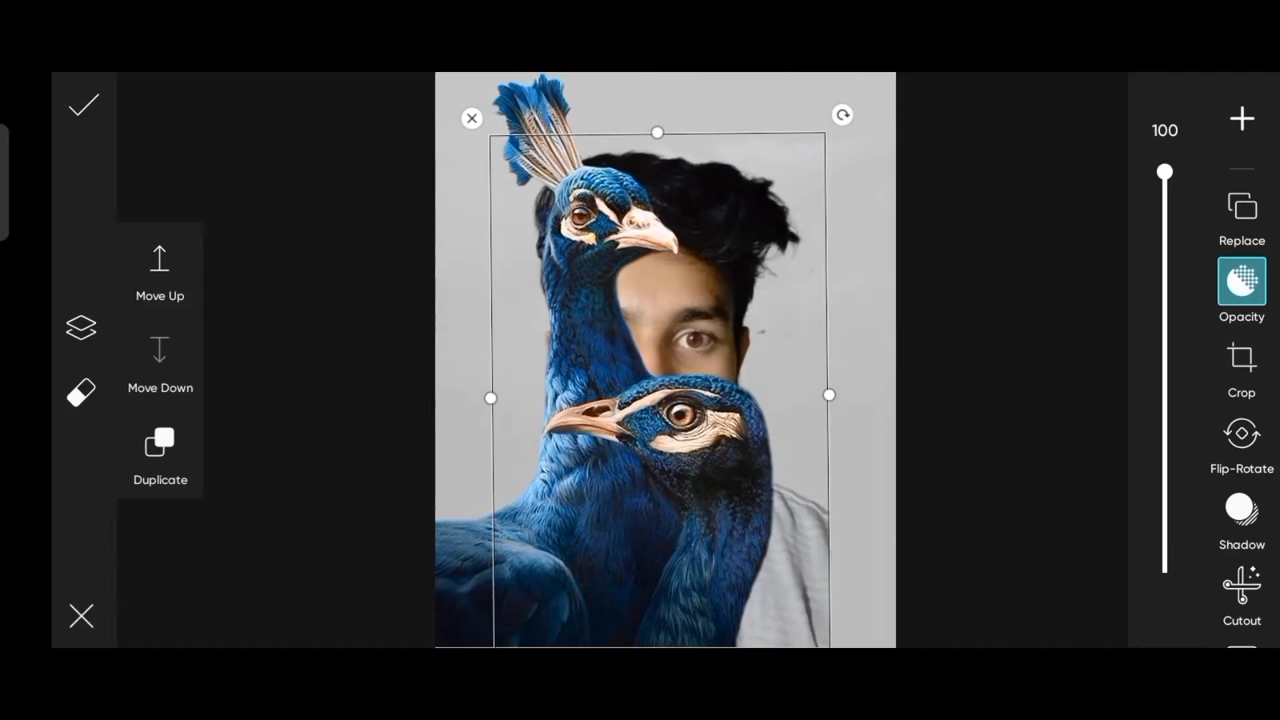 Move Up
Move Down
Duplicate
100
Replace
Opacity
Crop
Flip-Rotate
Shadow
Cutout